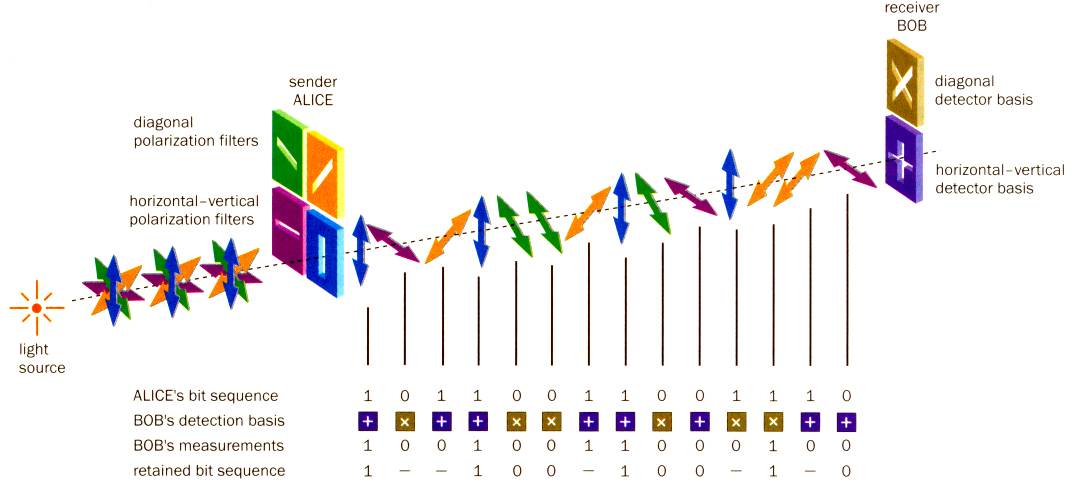 receiver
BOB
diagonal
detector basis
sender
ALICE
diagonal
polarization filters
horizontal–vertical
detector basis
horizontal–vertical
polarization filters
light
source
ALICE's bit sequence 1 0 1 1 0 0 1 1 0 0 1 1 1 0
BOB's detection basis + × + + × × + + × + × × + +
BOB's measurements 1 0 0 1 0 0 1 1 0 0 0 1 0 0
retained bit sequence 1 – – 1 0 0 – 1 0 0 – 1 – 0